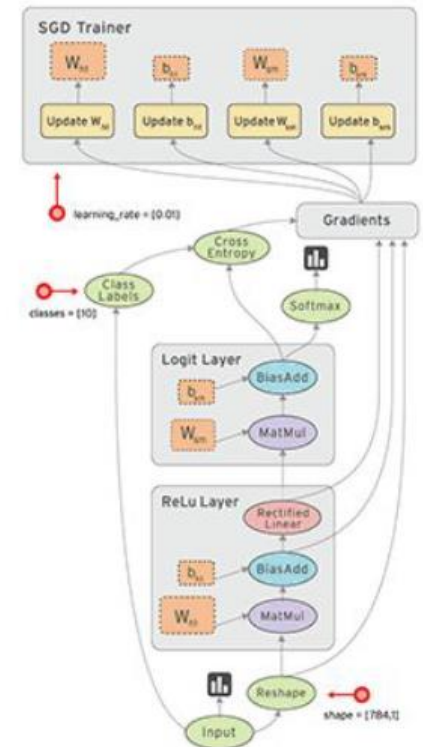 SGD Trainer
W
b
W
b
Update W
Update b
Update W
Update b
learning_rate = [0.01]
Gradients
Cross
Entropy
Class
Labels
classes = [10]
Softmax
Logit Layer
BiasAdd
b
W
MatMul
ReLu Layer
Rectified
Linear
BiasAdd
b
W
MatMul
Reshape
shape = [784,1]
Input